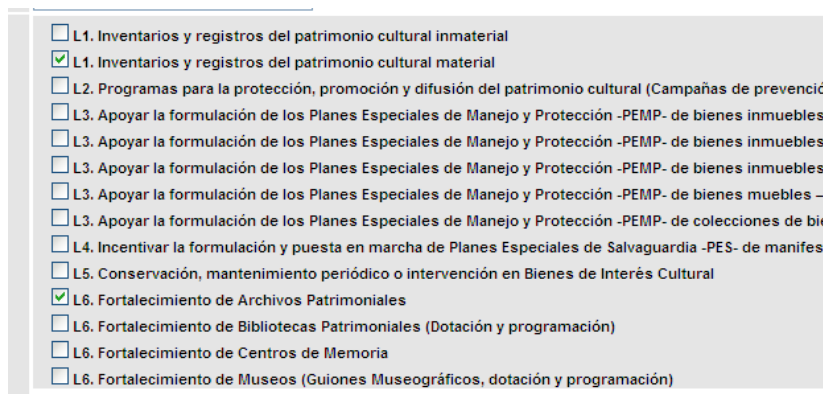 L1. Inventarios y registros del patrimonio cultural inmaterial
L1. Inventarios y registros del patrimonio cultural material
L2. Programas para la protección, promoción y difusión del patrimonio cultural (Campañas de prevenció
L3. Apoyar la formulación de los Planes Especiales de Manejo y Protección -PEMP- de bienes inmuebles
L3. Apoyar la formulación de los Planes Especiales de Manejo y Protección -PEMP- de bienes inmuebles
L3. Apoyar la formulación de los Planes Especiales de Manejo y Protección -PEMP- de bienes inmuebles
L3. Apoyar la formulación de los Planes Especiales de Manejo y Protección -PEMP- de bienes muebles –
L3. Apoyar la formulación de los Planes Especiales de Manejo y Protección -PEMP- de colecciones de bie
L4. Incentivar la formulación y puesta en marcha de Planes Especiales de Salvaguardia -PES- de manifes
L5. Conservación, mantenimiento periódico o intervención en Bienes de Interés Cultural
L6. Fortalecimiento de Archivos Patrimoniales
L6. Fortalecimiento de Bibliotecas Patrimoniales (Dotación y programación)
L6. Fortalecimiento de Centros de Memoria
L6. Fortalecimiento de Museos (Guiones Museográficos, dotación y programación)